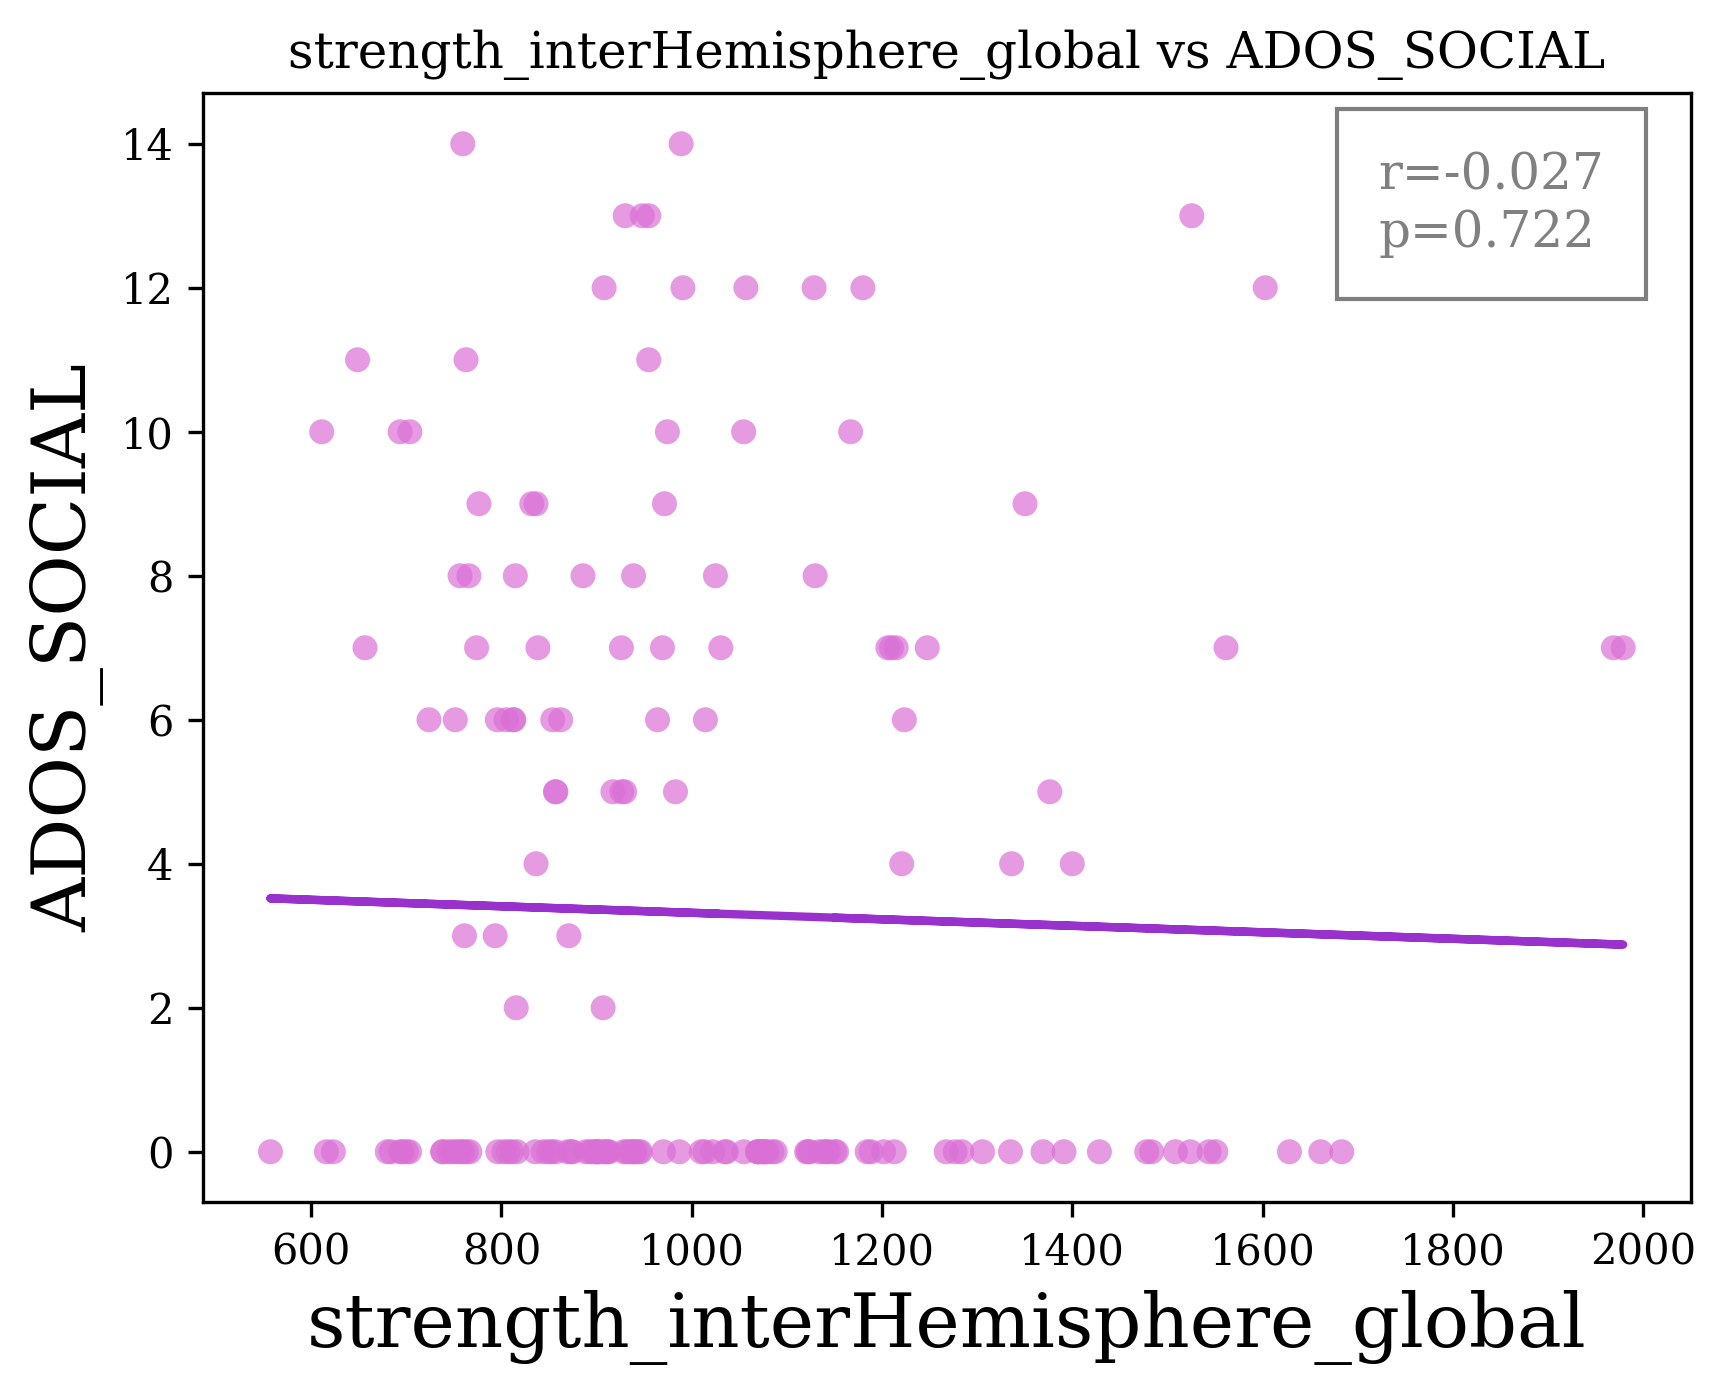 strength_interHemisphere_global vs ADOS_SOCIAL
r=-0.027
p=0.722
ADOS_SOCIAL
14
12
10
8
6
4
2
0
600 800 1000 1200 1400 1600 1800 2000
strength_interHemisphere_global